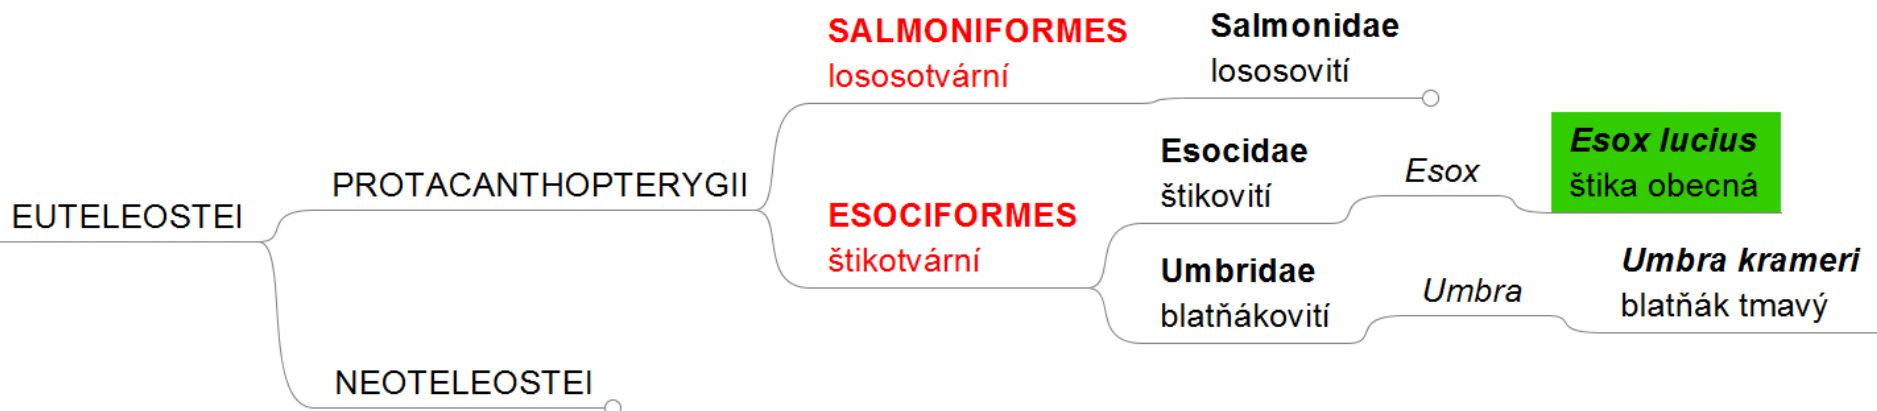 EUTELEOSTEI
PROTACANTHOPTERYGII
SALMONIFORMES
lososotvární
Salmonidae
lososovití
ESOCIFORMES
štikotvární
Esocidae
štikovití
Esox
Esox lucius
štika obecná
Umbridae
blatňákovití
Umbra
Umbra krameri
blatňák tmavý
NEOTELEOSTEI